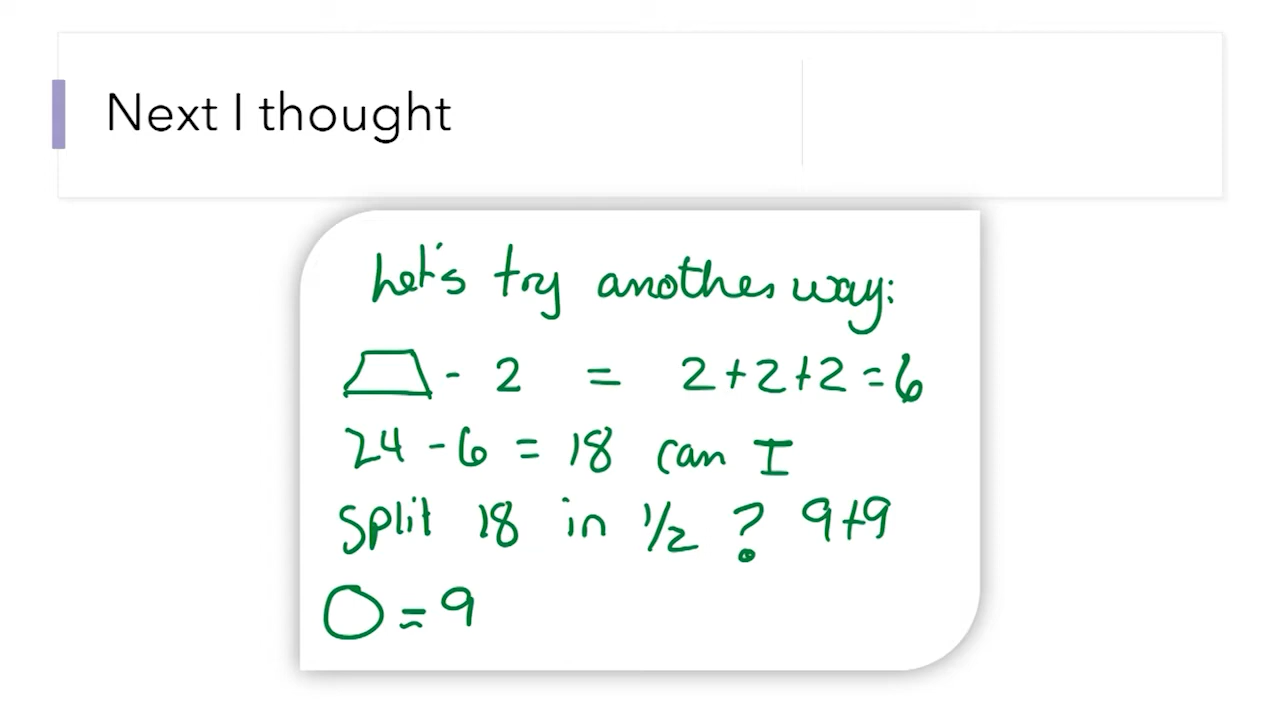 Next I thought
Let's try another way:
- 2 = 2+2+2=6
24 - 6 = 18 can I
split 18 in 1/2 ? 9+9
= 9